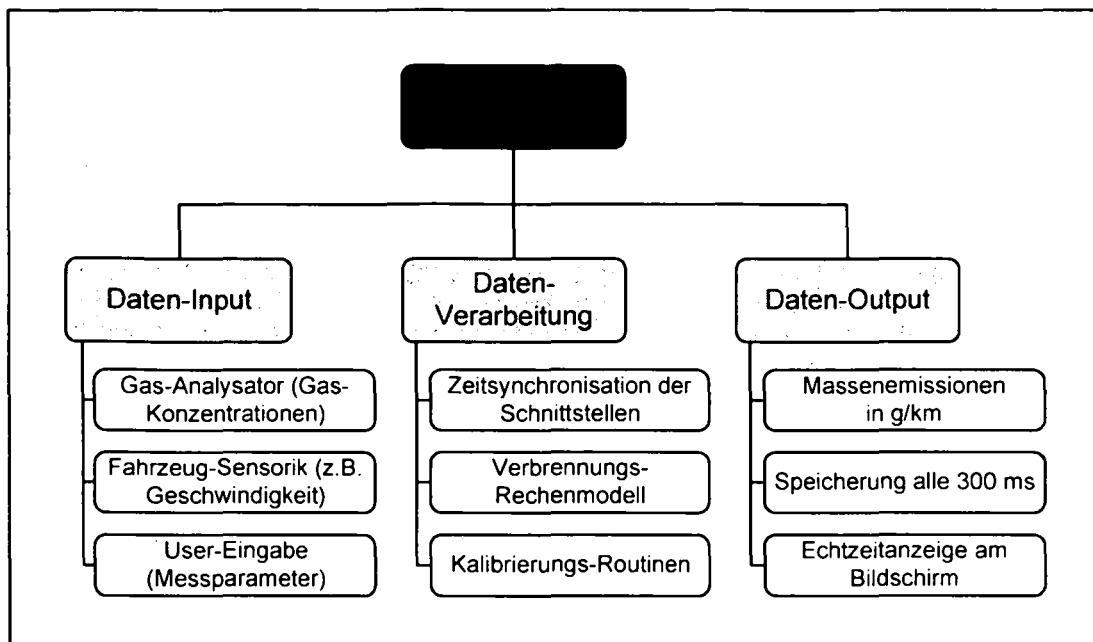 Daten-Input
Gas-Analysator (Gas-
Konzentrationen)
Fahrzeug-Sensorik (z.B.
Geschwindigkeit)
User-Eingabe
(Messparameter)
Daten-
Verarbeitung
Zeitsynchronisation der
Schnittstellen
Verbrennungs-
Rechenmodell
Kalibrierungs-Routinen
Daten-Output
Massenemissionen
in g/km
Speicherung alle 300 ms
Echtzeitanzeige am
Bildschirm